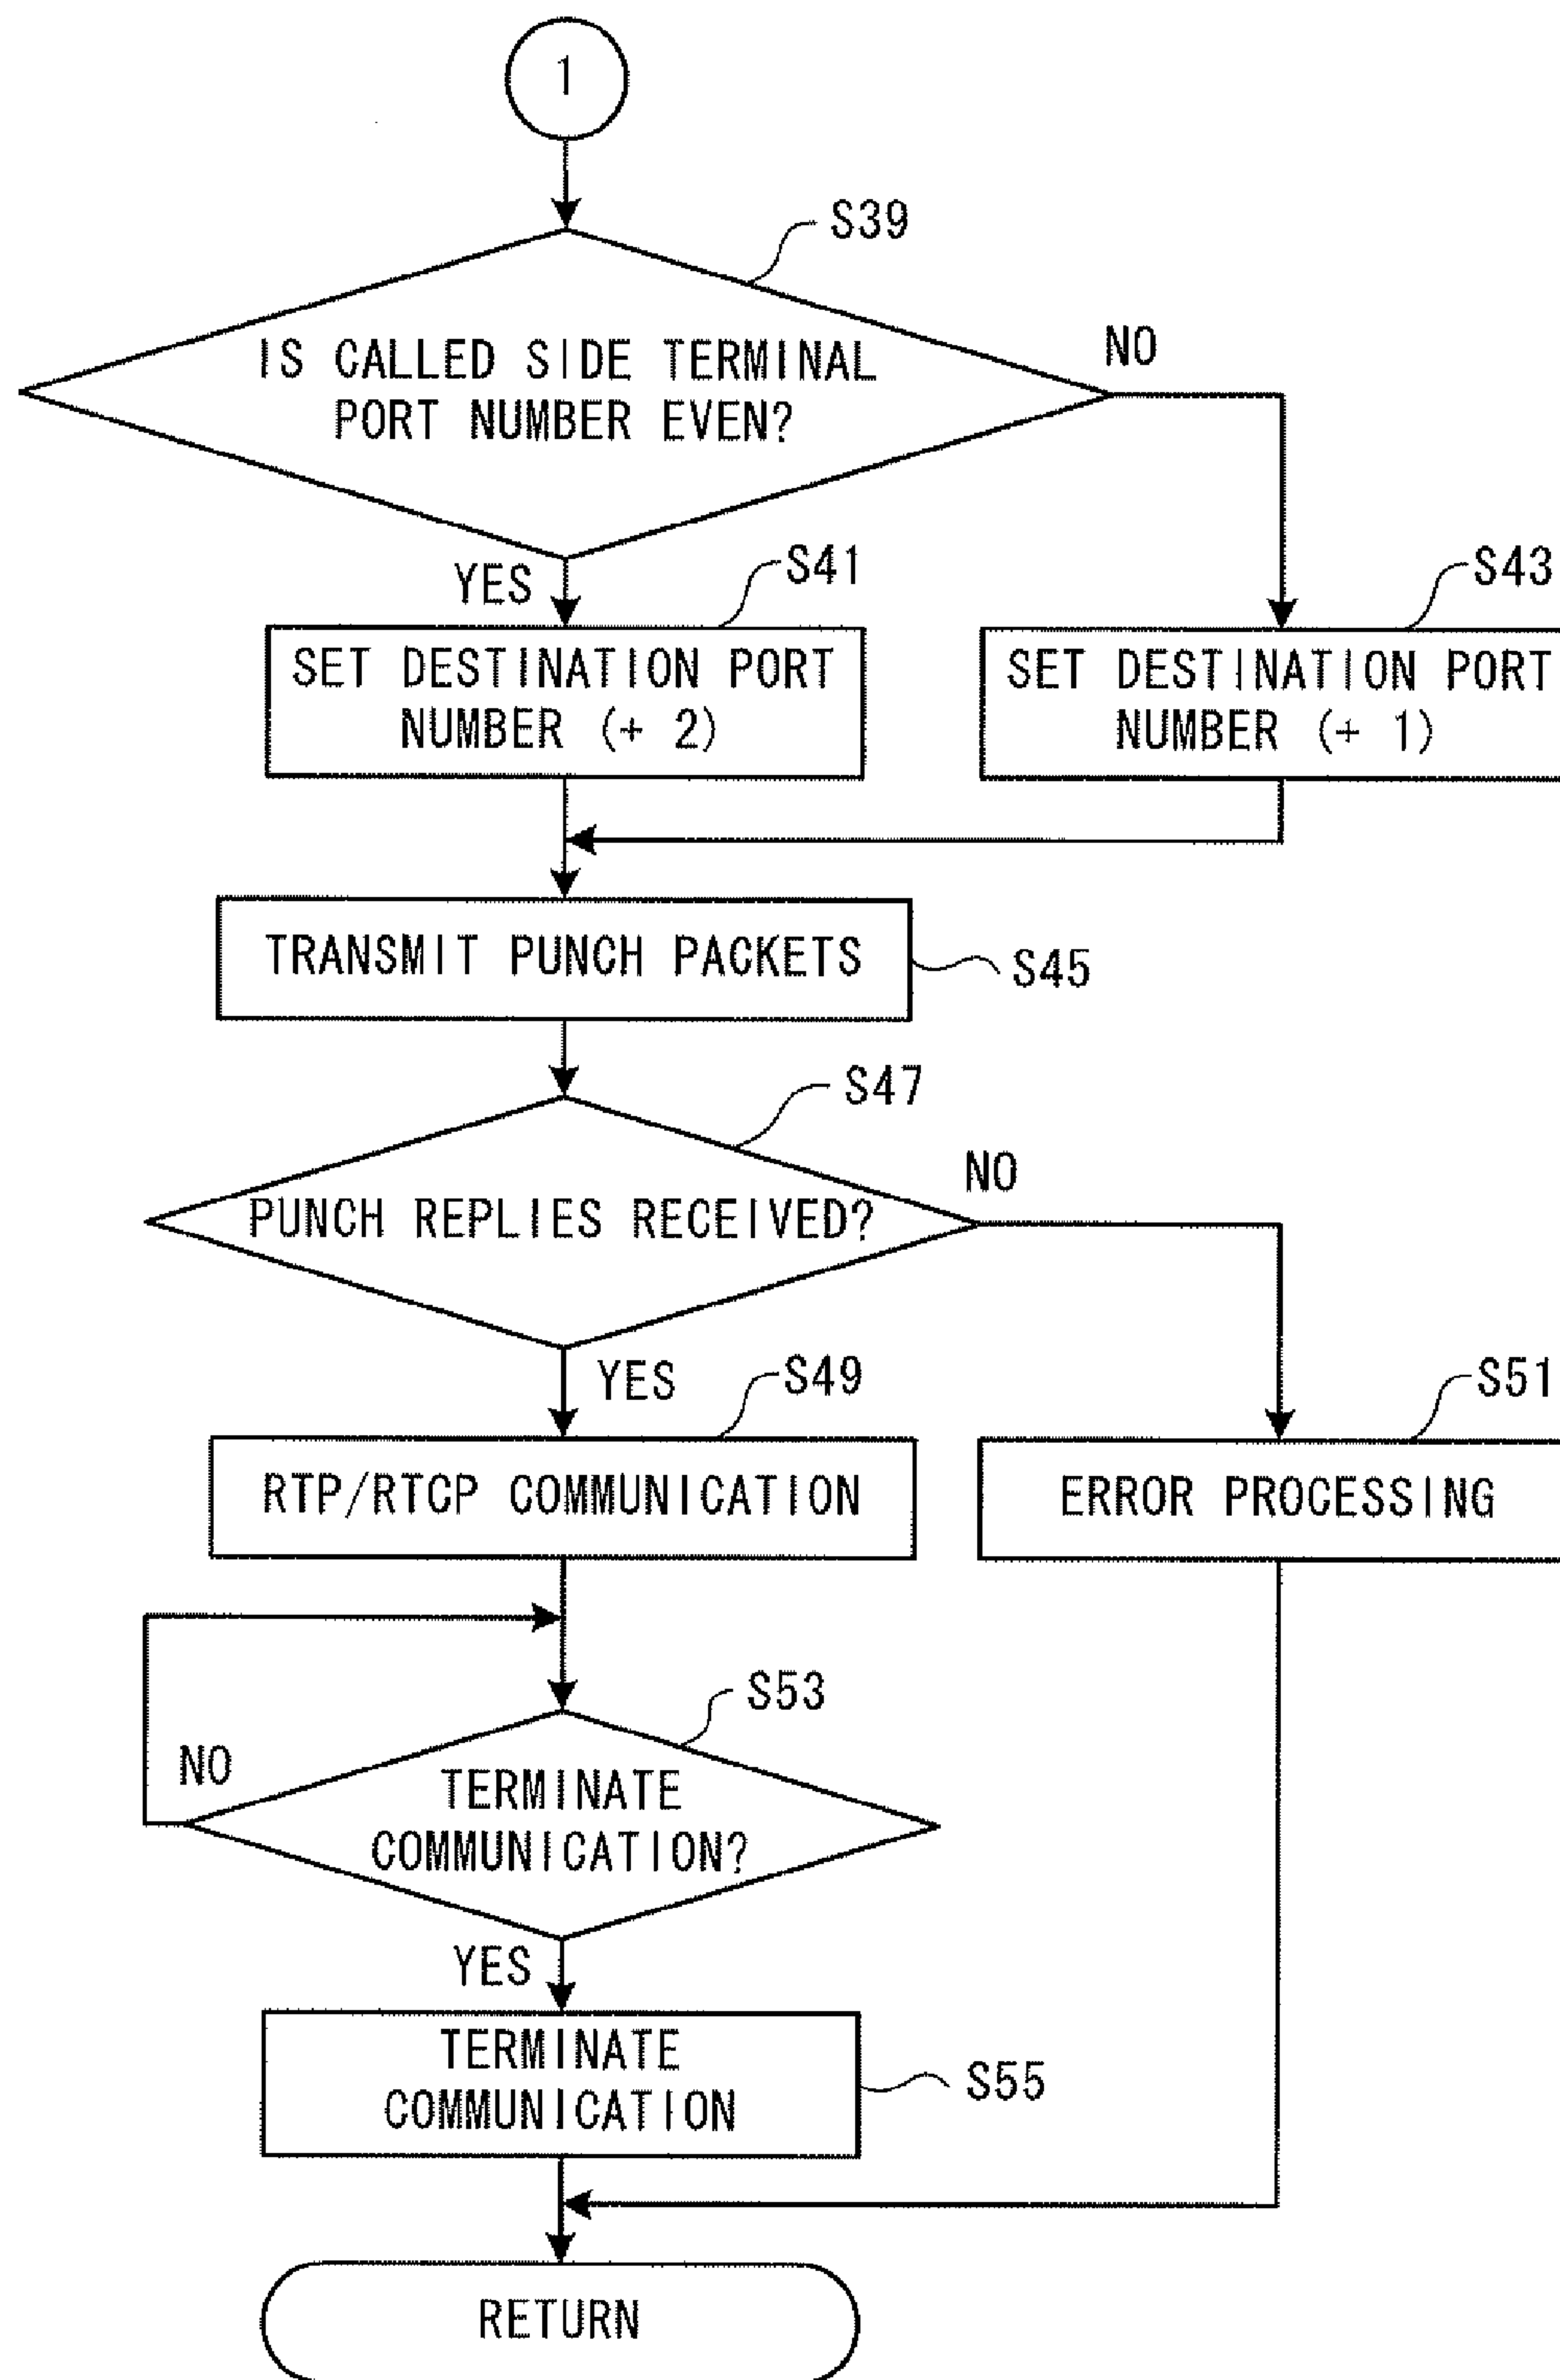 1
S39
IS CALLED SIDE TERMINAL
PORT NUMBER EVEN?
NO
YES
S41
S43
SET DESTINATION PORT
NUMBER (+ 2)
SET DESTINATION PORT
NUMBER (+ 1)
TRANSMIT PUNCH PACKETS
S45
S47
PUNCH REPLIES RECEIVED?
NO
YES
S49
S51
RTP/RTCP COMMUNICATION
ERROR PROCESSING
S53
NO
TERMINATE
COMMUNICATION?
YES
TERMINATE
COMMUNICATION
S55
RETURN